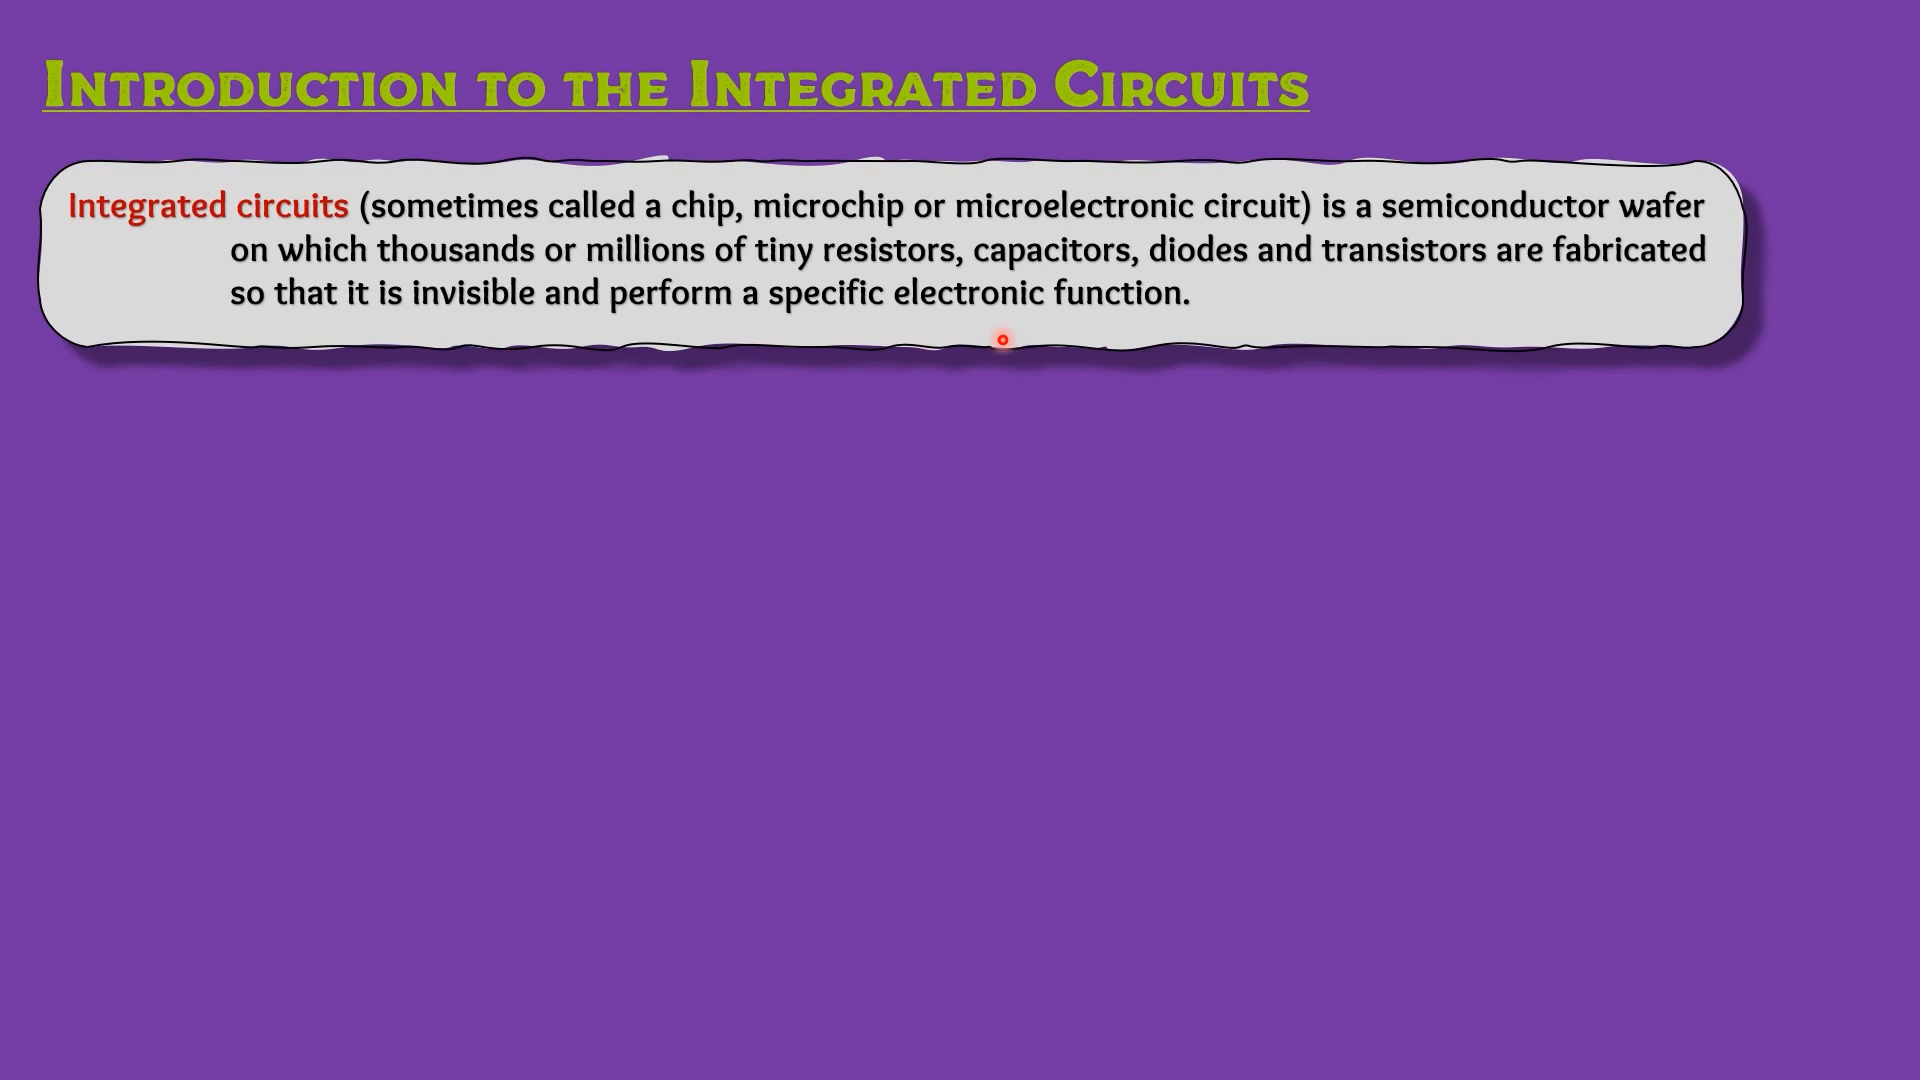 Introduction to the Integrated Circuits
Integrated circuits (sometimes called a chip, microchip or microelectronic circuit) is a semiconductor wafer
on which thousands or millions of tiny resistors, capacitors, diodes and transistors are fabricated
so that it is invisible and perform a specific electronic function.